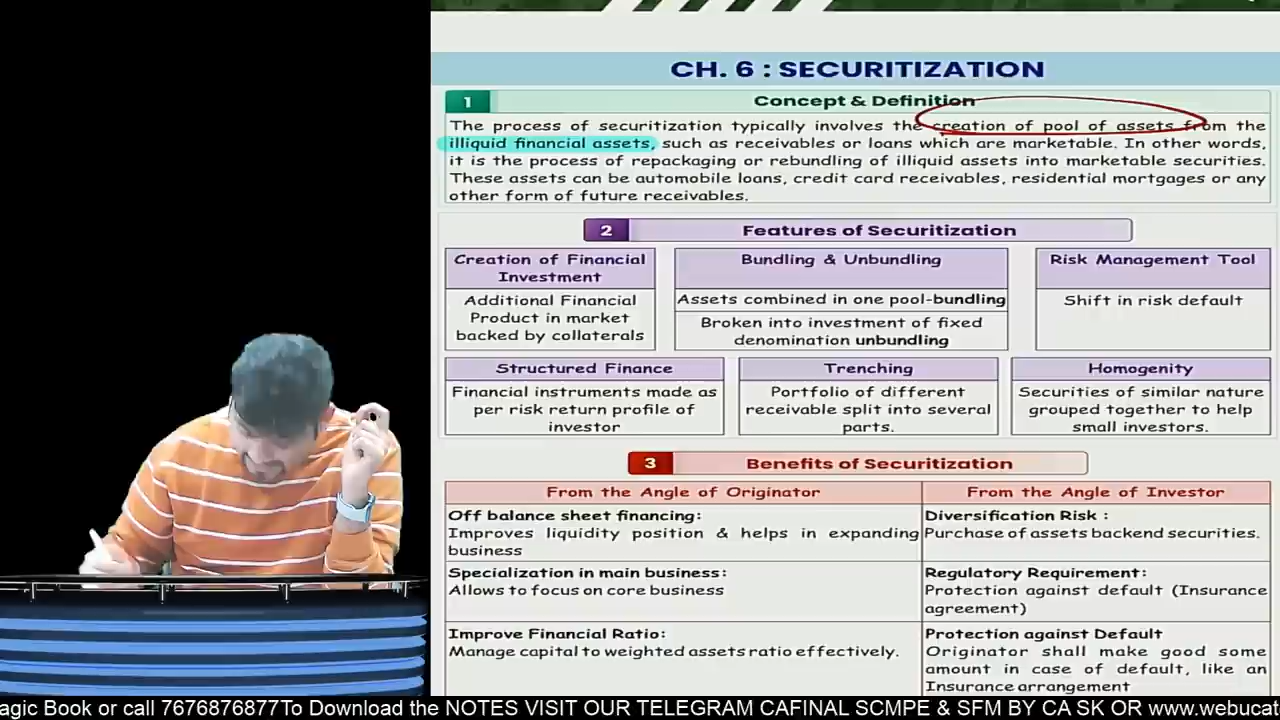 CH. 6 : SECURITIZATION
1
Concept & Definition
The process of securitization typically involves the creation of pool of assets from the
illiquid financial assets, such as receivables or loans which are marketable. In other words,
it is the process of repackaging or rebundling of illiquid assets into marketable securities.
These assets can be automobile loans, credit card receivables, residential mortgages or any
other form of future receivables.
2
Features of Securitization
Creation of Financial
Investment
Additional Financial
Product in market
backed by collaterals
Bundling & Unbundling
Assets combined in one pool-bundling
Broken into investment of fixed
denomination unbundling
Risk Management Tool
Shift in risk default
Structured Finance
Financial instruments made as
per risk return profile of
investor
Trenching
Portfolio of different
receivable split into several
parts.
Homogenity
Securities of similar nature
grouped together to help
small investors.
3
Benefits of Securitization
From the Angle of Originator
From the Angle of Investor
Off balance sheet financing:
Improves liquidity position & helps in expanding
business
Diversification Risk :
Purchase of assets backend securities.
Specialization in main business:
Allows to focus on core business
Regulatory Requirement:
Protection against default (Insurance
agreement)
Improve Financial Ratio:
Manage capital to weighted assets ratio effectively.
Protection against Default
Originator shall make good some
amount in case of default, like an
Insurance arrangement
agic Book or call 7676876877To Download the NOTES VISIT OUR TELEGRAM CAFINAL SCMPE & SFM BY CA SK OR www.webucat